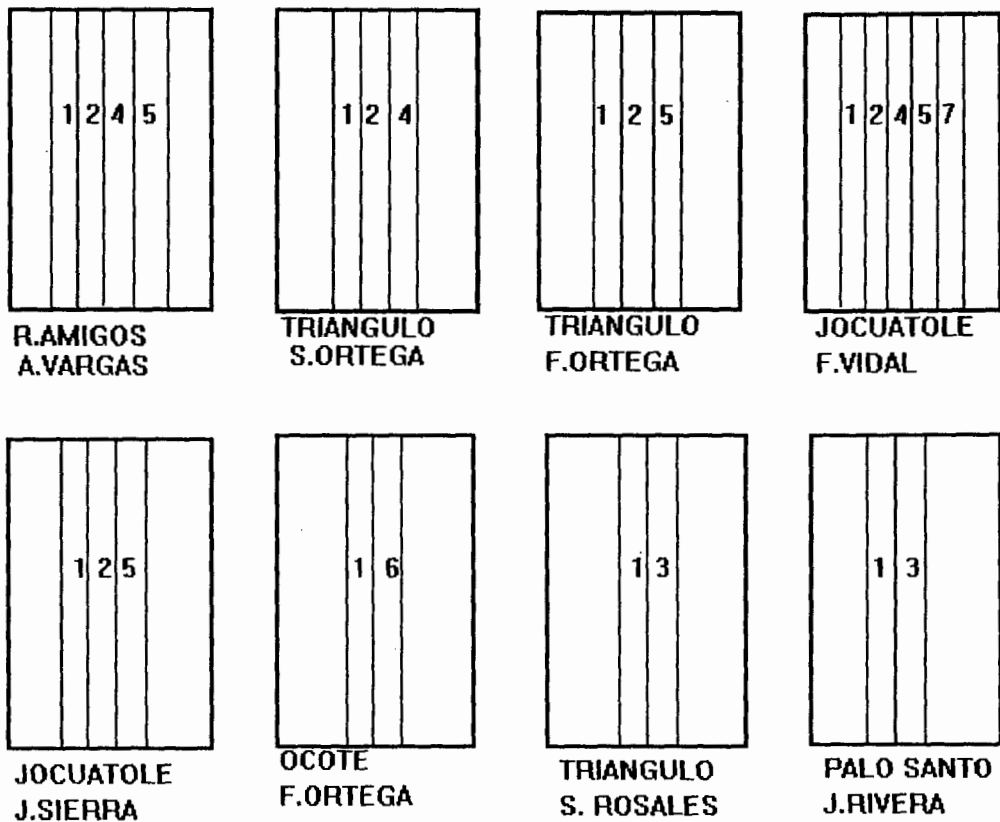 1 2 4 5
1 2 4
1 2 5
1 2 4 5 7
R.AMIGOS
A.VARGAS
TRIANGULO
S.ORTEGA
TRIANGULO
F.ORTEGA
JOCUATOLE
F.VIDAL
1 2 5
1 6
1 3
1 3
JOCUATOLE
J.SIERRA
OCOTE
F.ORTEGA
TRIANGULO
S. ROSALES
PALO SANTO
J.RIVERA